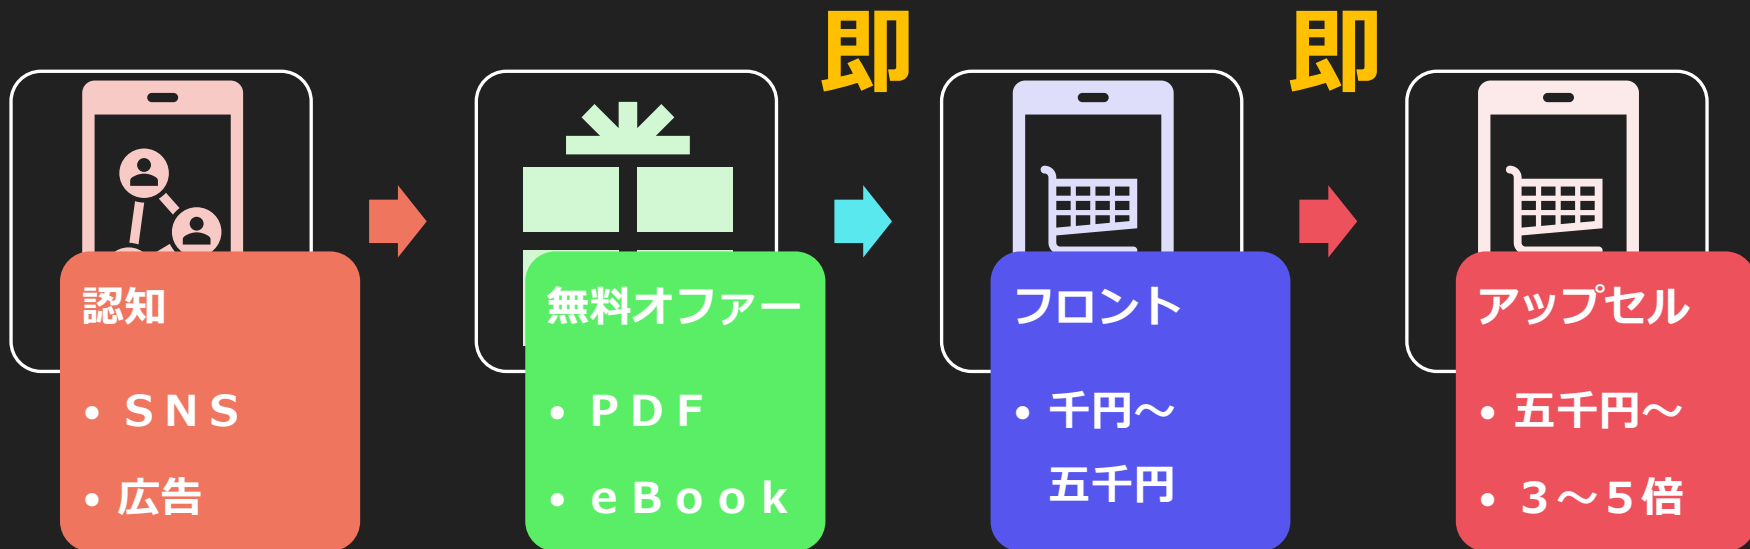 即
即
認知
• ＳＮＳ
• 広告
無料オファー
• ＰＤＦ
• ｅＢｏｏｋ
フロント
• 千円～
五千円
アップセル
• 五千円～
• ３～５倍